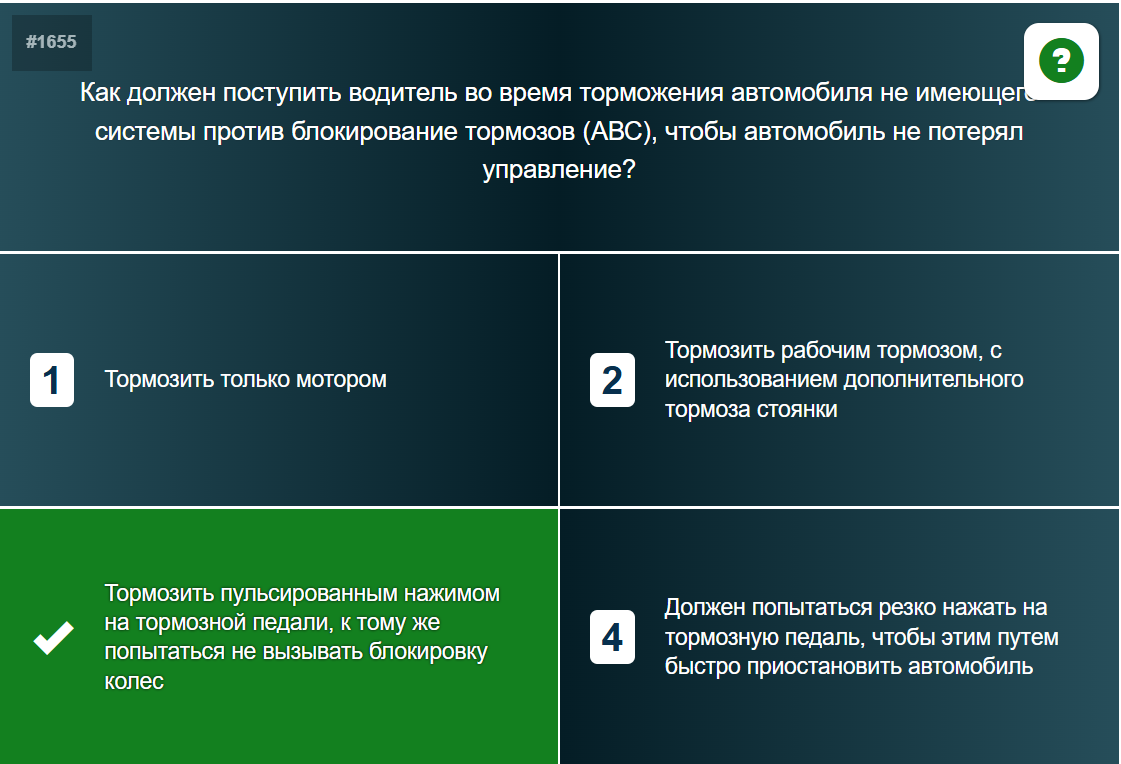 #1655
?
Как должен поступить водитель во время торможения автомобиля не имеющего
системы против блокирование тормозов (АВС), чтобы автомобиль не потерял
управление?
1
Тормозить только мотором
2
Тормозить рабочим тормозом, с
использованием дополнительного
тормоза стоянки
Тормозить пульсированным нажимом
на тормозной педали, к тому же
попытаться не вызывать блокировку
колес
4
Должен попытаться резко нажать на
тормозную педаль, чтобы этим путем
быстро приостановить автомобиль